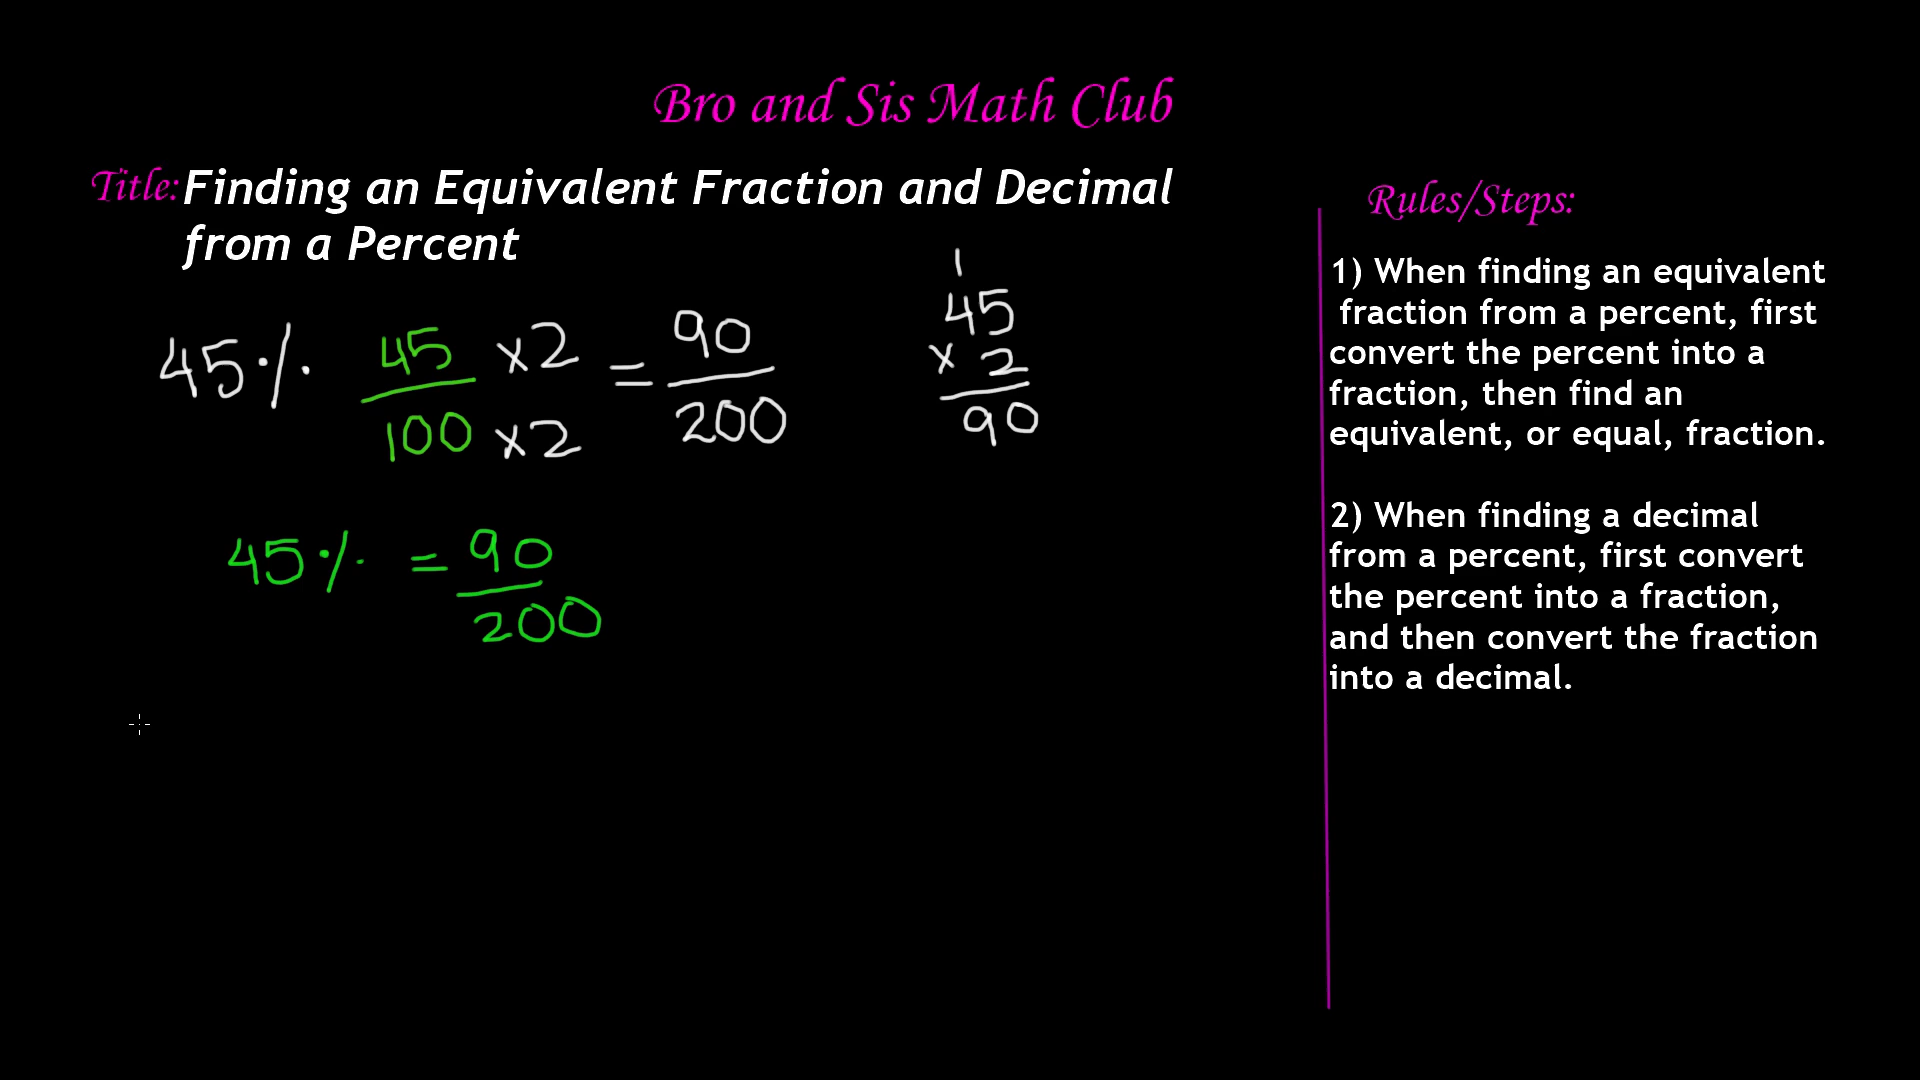 Bro and Sis Math Club
Title: Finding an Equivalent Fraction and Decimal
from a Percent
45% 45 ×2 = 90
100 ×2 200
1
45
× 2
90
45% = 90
200
Rules/Steps:
1) When finding an equivalent
fraction from a percent, first
convert the percent into a
fraction, then find an
equivalent, or equal, fraction.
2) When finding a decimal
from a percent, first convert
the percent into a fraction,
and then convert the fraction
into a decimal.